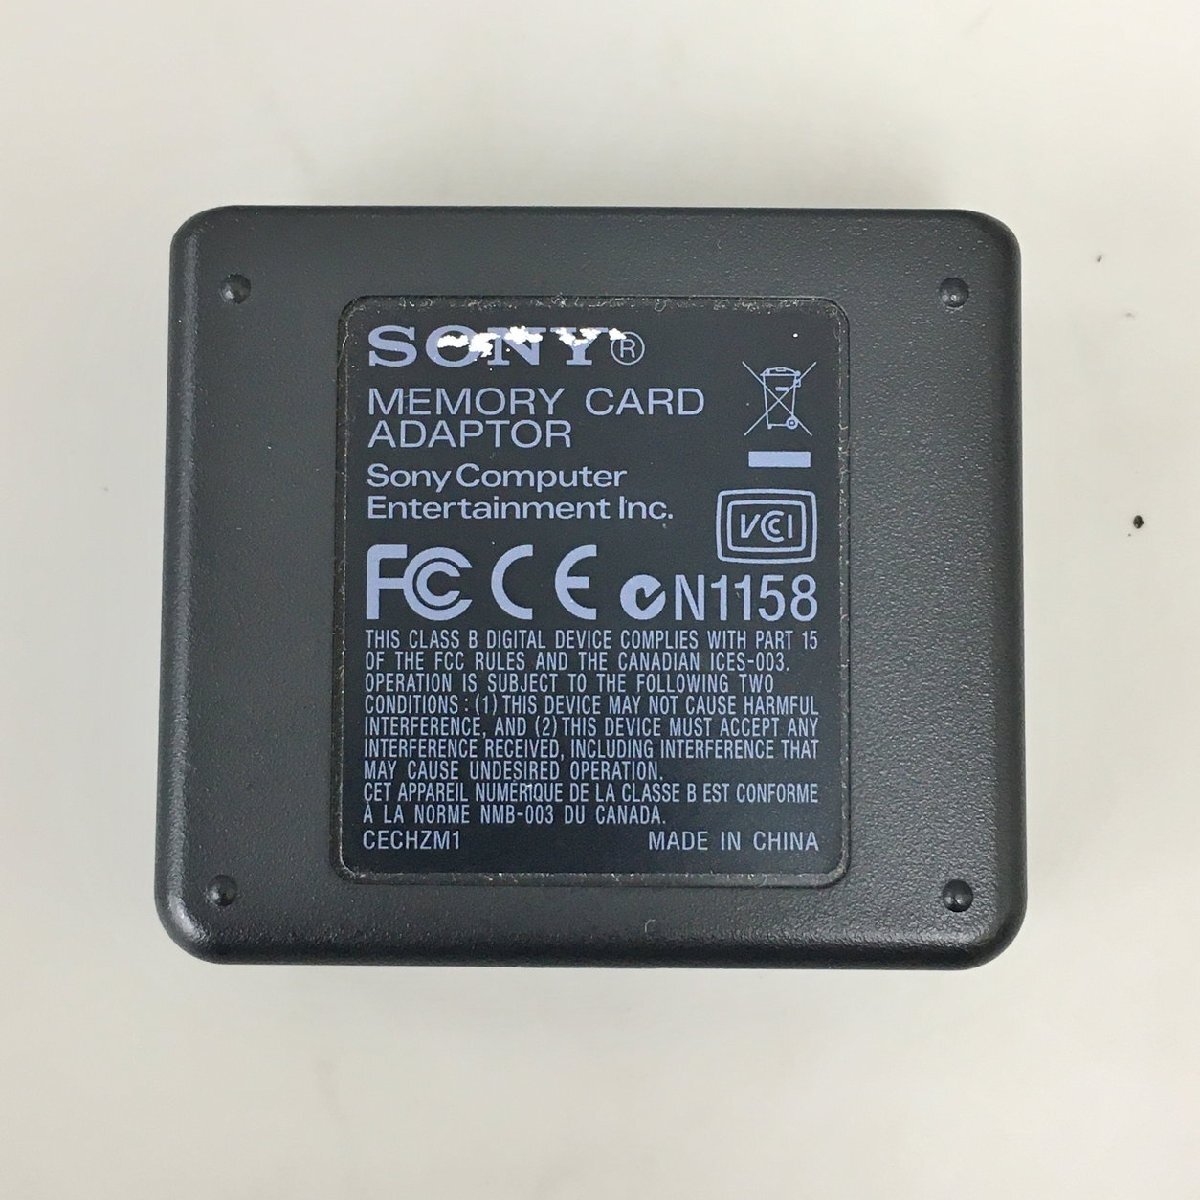 SONY®
MEMORY CARD
ADAPTOR
Sony Computer
Entertainment Inc.
VCI
FCC CE N1158
THIS CLASS B DIGITAL DEVICE COMPLIES WITH PART 15
OF THE FCC RULES AND THE CANADIAN ICES-003.
OPERATION IS SUBJECT TO THE FOLLOWING TWO
CONDITIONS : (1) THIS DEVICE MAY NOT CAUSE HARMFUL
INTERFERENCE, AND (2) THIS DEVICE MUST ACCEPT ANY
INTERFERENCE RECEIVED, INCLUDING INTERFERENCE THAT
MAY CAUSE UNDESIRED OPERATION.
CET APPAREIL NUMÉRIQUE DE LA CLASSE B EST CONFORME
À LA NORME NMB-003 DU CANADA.
CECHZM1 MADE IN CHINA